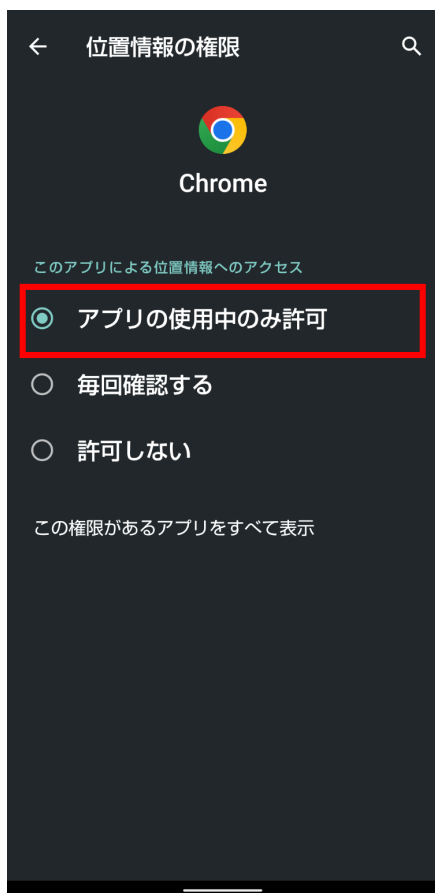 位置情報の権限
Chrome
このアプリによる位置情報へのアクセス
アプリの使用中のみ許可
毎回確認する
許可しない
この権限があるアプリをすべて表示